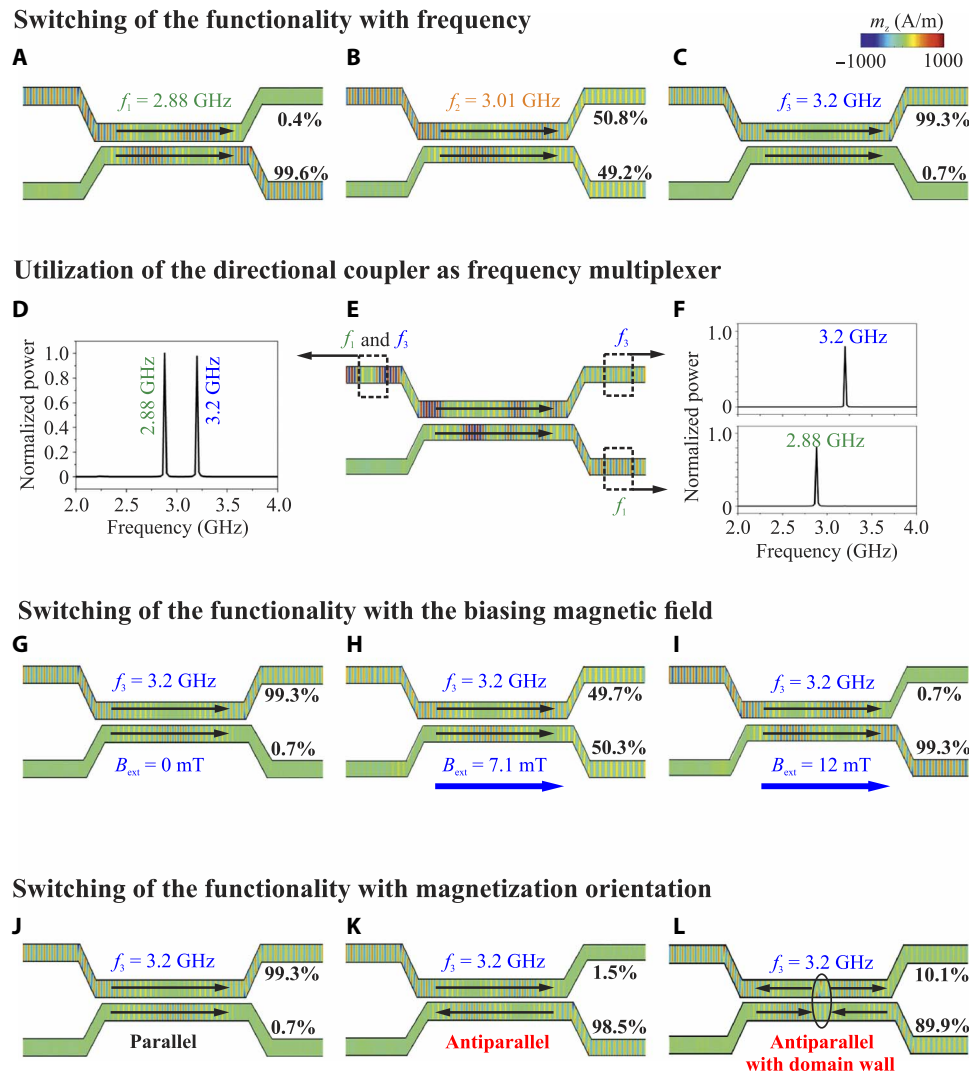 Switching of the functionality with frequency
m_z (A/m)
−1000 1000
A B C
f₁ = 2.88 GHz
0.4%
99.6%
f₂ = 3.01 GHz
50.8%
49.2%
f₃ = 3.2 GHz
99.3%
0.7%
Utilization of the directional coupler as frequency multiplexer
D
Normalized power
1.0
0.8
0.6
0.4
0.2
0
2.88 GHz
3.2 GHz
2.0 2.5 3.0 3.5 4.0
Frequency (GHz)
E
f₁ and f₃
f₃
f₁
F
Normalized power
1.0
0
3.2 GHz
1.0
0
2.88 GHz
2.0 2.5 3.0 3.5 4.0
Frequency (GHz)
Switching of the functionality with the biasing magnetic field
G H I
f₃ = 3.2 GHz
99.3%
0.7%
B_ext = 0 mT
f₃ = 3.2 GHz
49.7%
50.3%
B_ext = 7.1 mT
f₃ = 3.2 GHz
0.7%
99.3%
B_ext = 12 mT
Switching of the functionality with magnetization orientation
J K L
f₃ = 3.2 GHz
99.3%
0.7%
Parallel
f₃ = 3.2 GHz
1.5%
98.5%
Antiparallel
f₃ = 3.2 GHz
10.1%
89.9%
Antiparallel
with domain wall